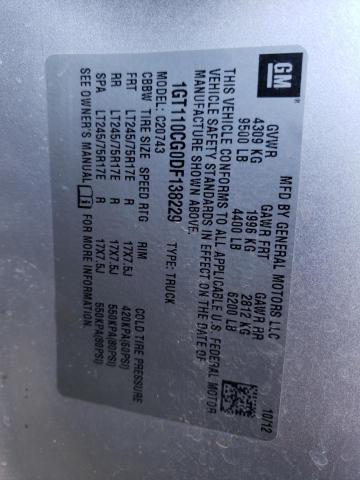 GM
MFD BY GENERAL MOTORS LLC
10/12
GVWR GAWR FRT GAWR RR
4309 KG 1996 KG 2812 KG
9500 LB 4400 LB 6200 LB
THIS VEHICLE CONFORMS TO ALL APPLICABLE U.S. FEDERAL MOTOR
VEHICLE SAFETY STANDARDS IN EFFECT ON THE DATE OF
MANUFACTURE SHOWN ABOVE.
1GT110CG0DF138229 TYPE: TRUCK
C20743
CBBW TIRE SIZE SPEED RTG RIM COLD TIRE PRESSURE
FRT LT245/75R17E R 17X7.5J 420KPA(60PSI)
RR LT245/75R17E R 17X7.5J 550KPA(80PSI)
SPA LT245/75R17E R 17X7.5J 550KPA(80PSI)
SEE OWNER'S MANUAL